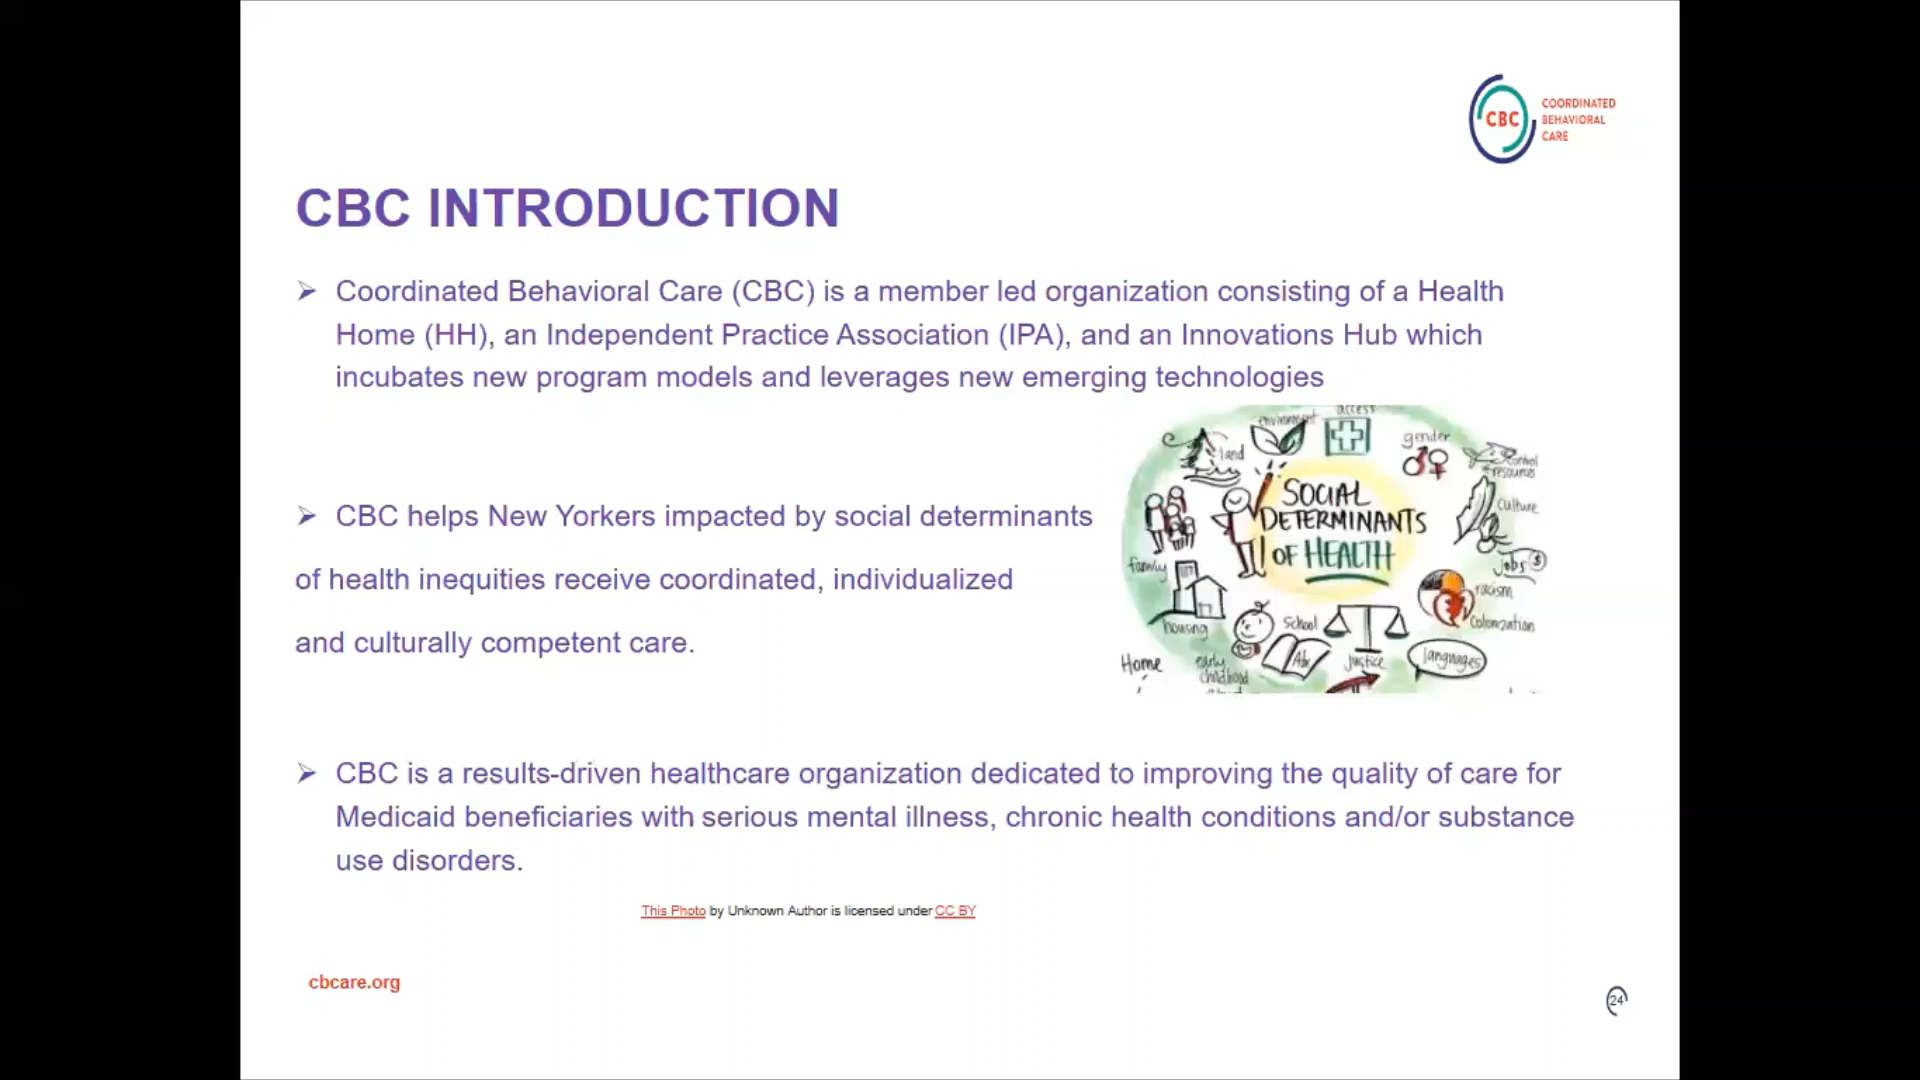 CBC
COORDINATED
BEHAVIORAL
CARE
CBC INTRODUCTION
➢ Coordinated Behavioral Care (CBC) is a member led organization consisting of a Health
Home (HH), an Independent Practice Association (IPA), and an Innovations Hub which
incubates new program models and leverages new emerging technologies
➢ CBC helps New Yorkers impacted by social determinants
of health inequities receive coordinated, individualized
and culturally competent care.
access
environment
land
gender
control
resources
SOCIAL
DETERMINANTS
OF HEALTH
Culture
family
Jobs $
racism
Colonization
housing
School
Abc
justice
languages
Home
early
childhood
➢ CBC is a results-driven healthcare organization dedicated to improving the quality of care for
Medicaid beneficiaries with serious mental illness, chronic health conditions and/or substance
use disorders.
This Photo by Unknown Author is licensed under CC BY
cbcare.org
24